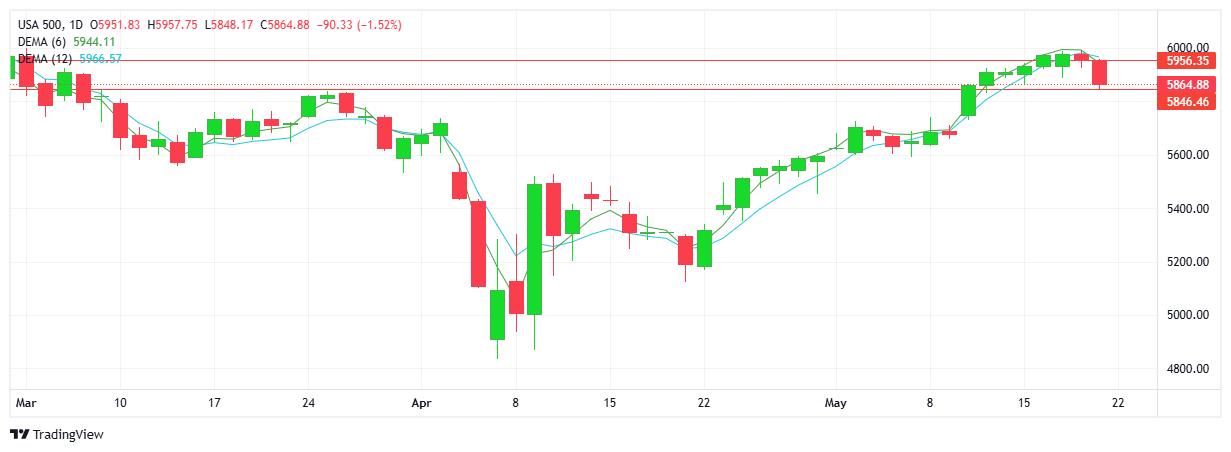 USA 500, 1D O5951.83 H5957.75 L5848.17 C5864.88 −90.33 (−1.52%)
DEMA (6) 5944.11
DEMA (12) 5966.57
6000.00
5956.35
5864.88
5846.46
5600.00
5400.00
5200.00
5000.00
4800.00
Mar 10 17 24 Apr 8 15 22 May 8 15 22
TradingView